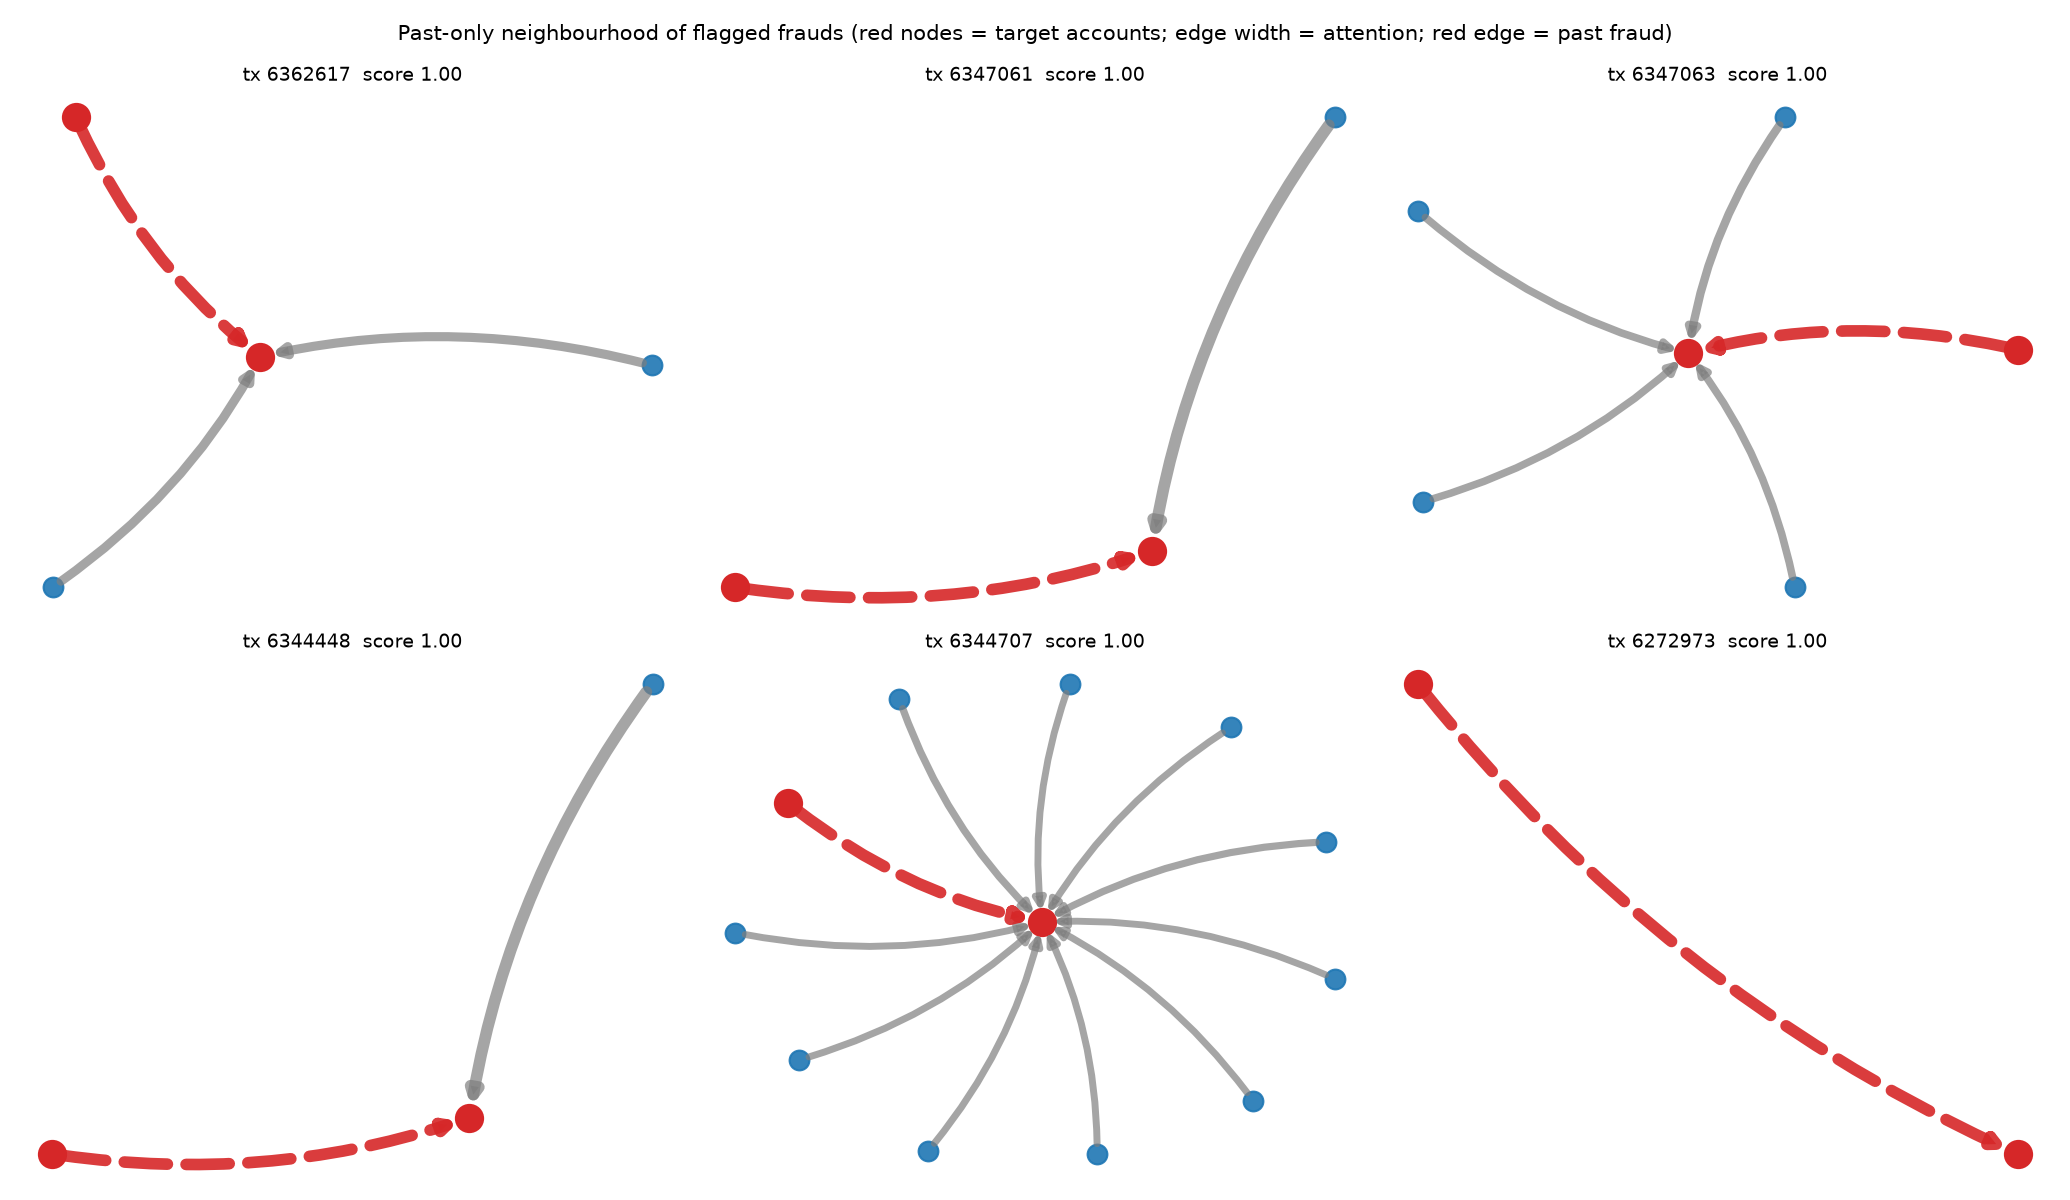 Past-only neighbourhood of flagged frauds (red nodes = target accounts; edge width = attention; red edge = past fraud)
tx 6362617  score 1.00
tx 6347061  score 1.00
tx 6347063  score 1.00
tx 6344448  score 1.00
tx 6344707  score 1.00
tx 6272973  score 1.00